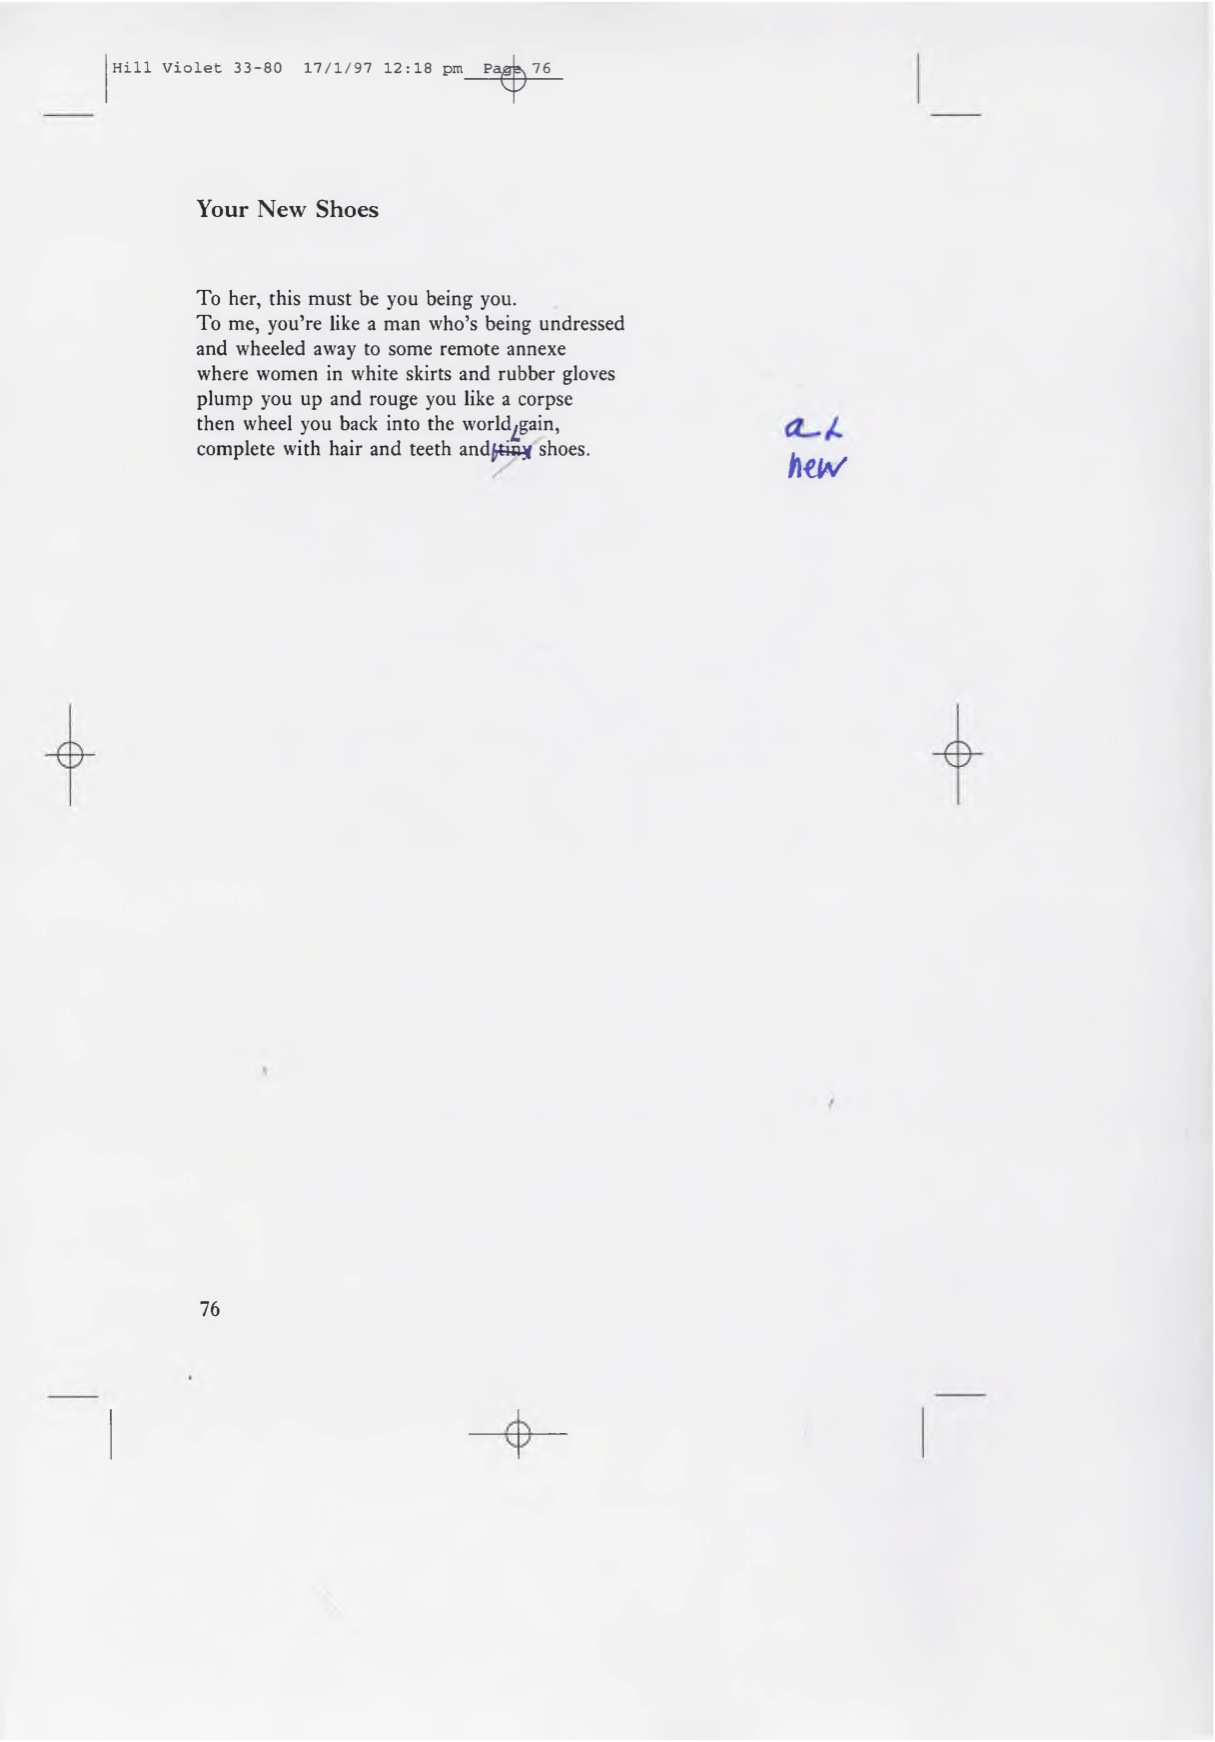 Hill Violet 33-80 17/1/97 12:18 pm Page 76
Your New Shoes
To her, this must be you being you.
To me, you're like a man who's being undressed
and wheeled away to some remote annexe
where women in white skirts and rubber gloves
plump you up and rouge you like a corpse
then wheel you back into the world gain,
a
complete with hair and teeth and tiny shoes.
new
76